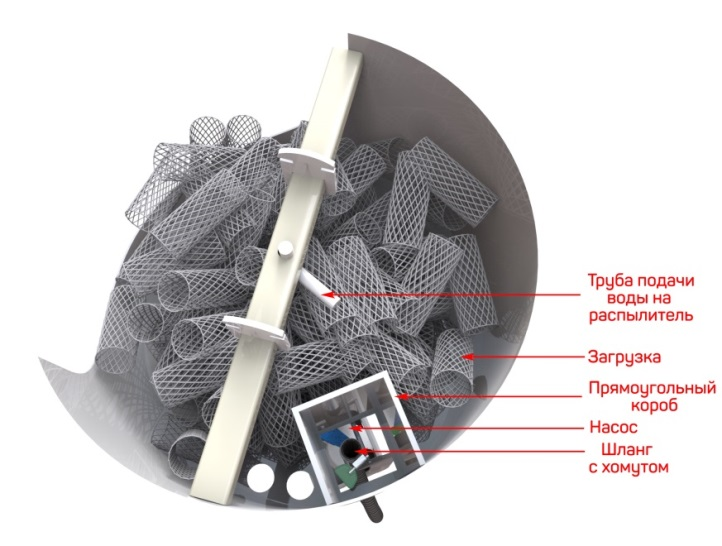 Труба подачи
воды на
распылитель
Загрузка
Прямоугольный
короб
Насос
Шланг
с хомутом